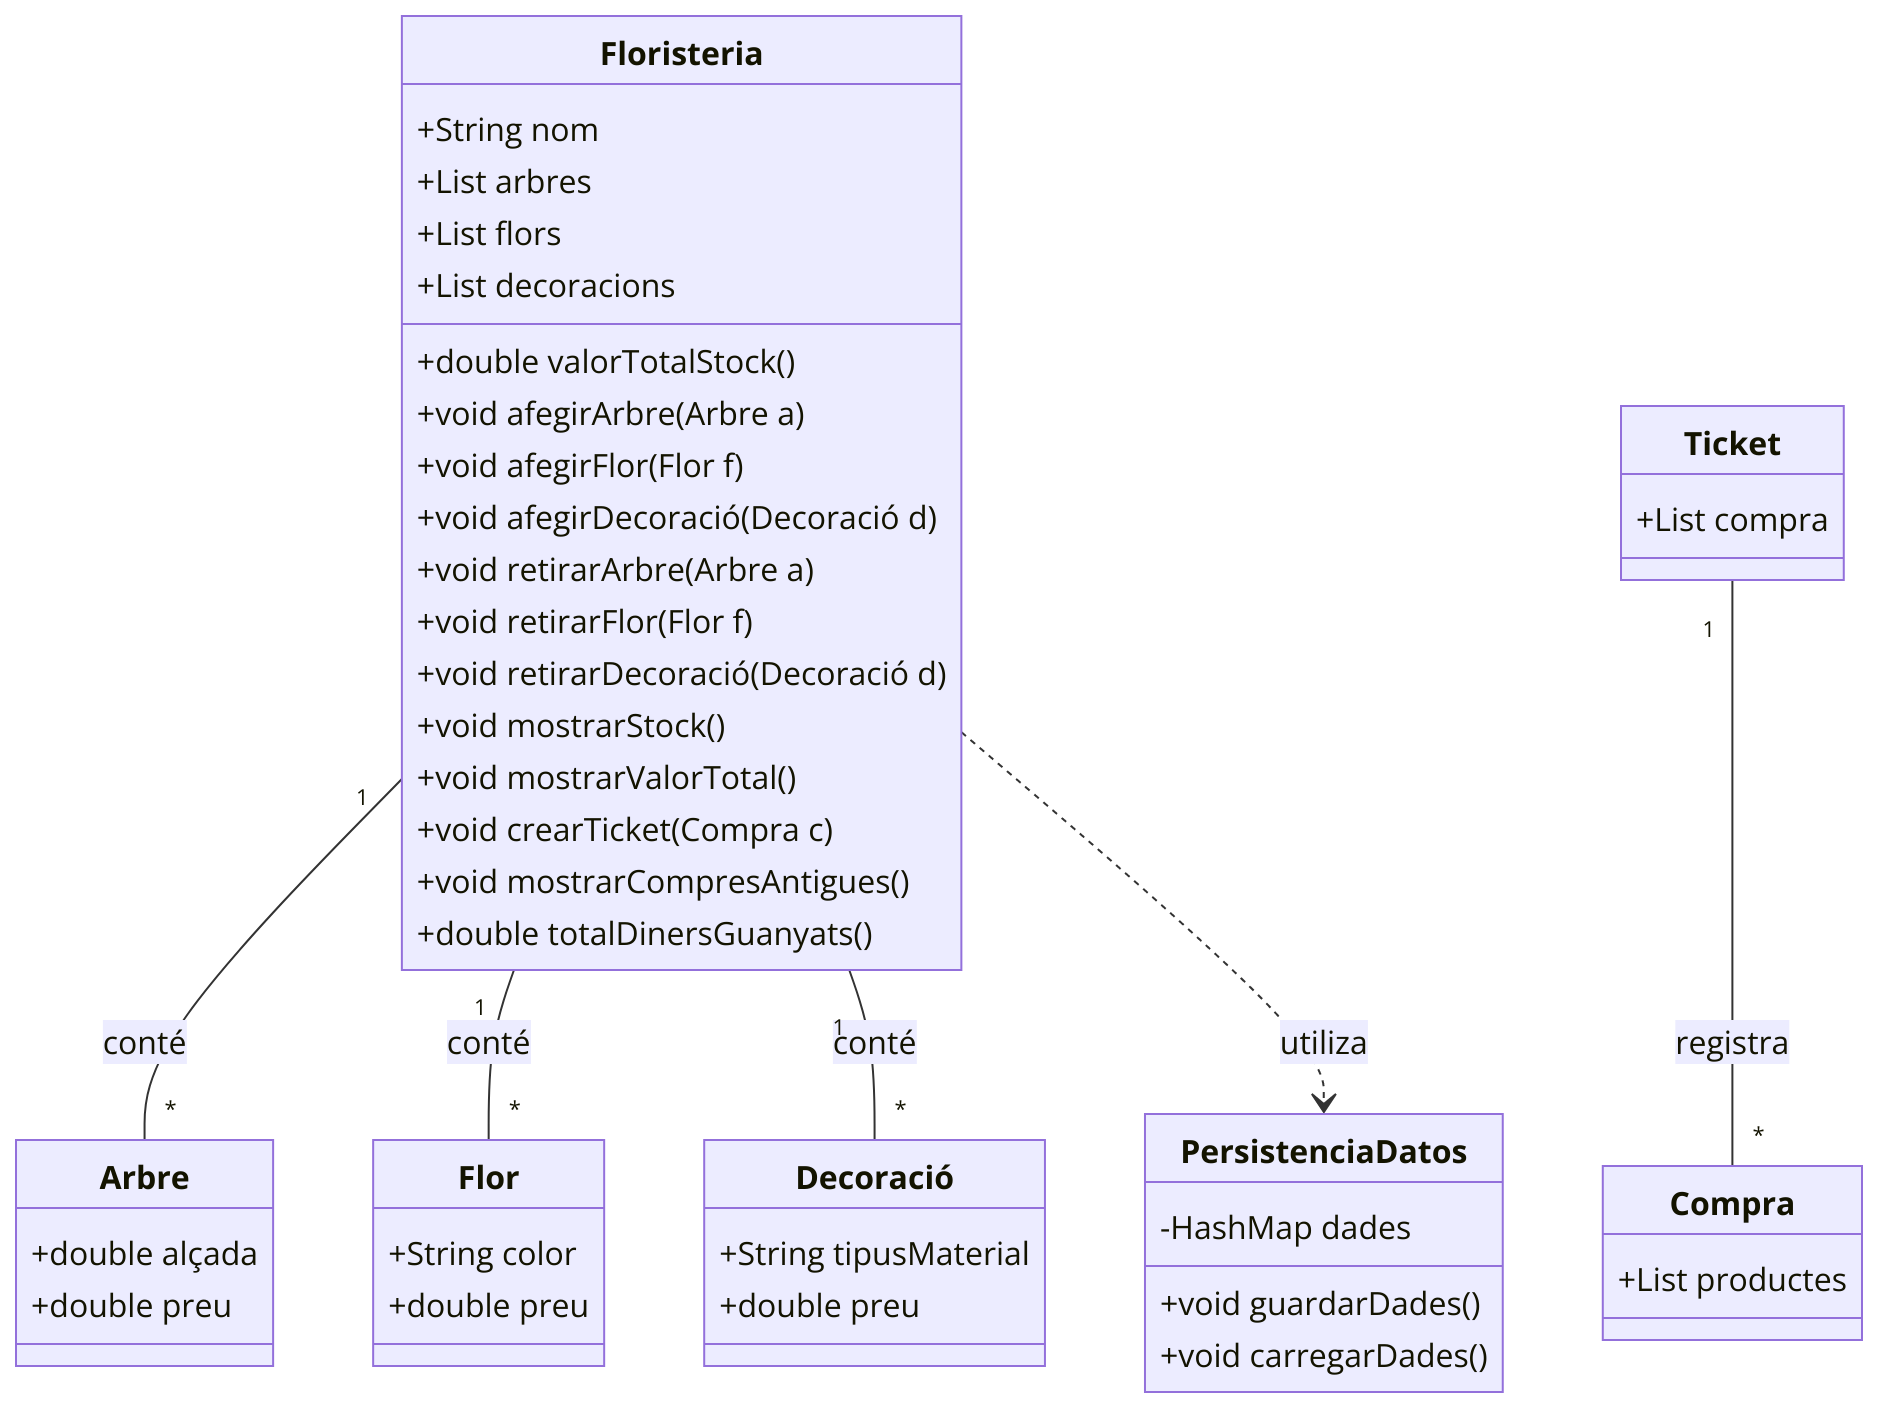 Floristeria
+String nom
+List arbres
+List flors
+List decoracions
+double valorTotalStock()
+void afegirArbre(Arbre a)
+void afegirFlor(Flor f)
+void afegirDecoració(Decoració d)
+void retirarArbre(Arbre a)
+void retirarFlor(Flor f)
+void retirarDecoració(Decoració d)
+void mostrarStock()
+void mostrarValorTotal()
+void crearTicket(Compra c)
+void mostrarCompresAntigues()
+double totalDinersGuanyats()
Ticket
+List compra
1
1
1
1
conté
conté
conté
utiliza
registra
*
*
*
*
Arbre
+double alçada
+double preu
Flor
+String color
+double preu
Decoració
+String tipusMaterial
+double preu
PersistenciaDatos
-HashMap dades
+void guardarDades()
+void carregarDades()
Compra
+List productes